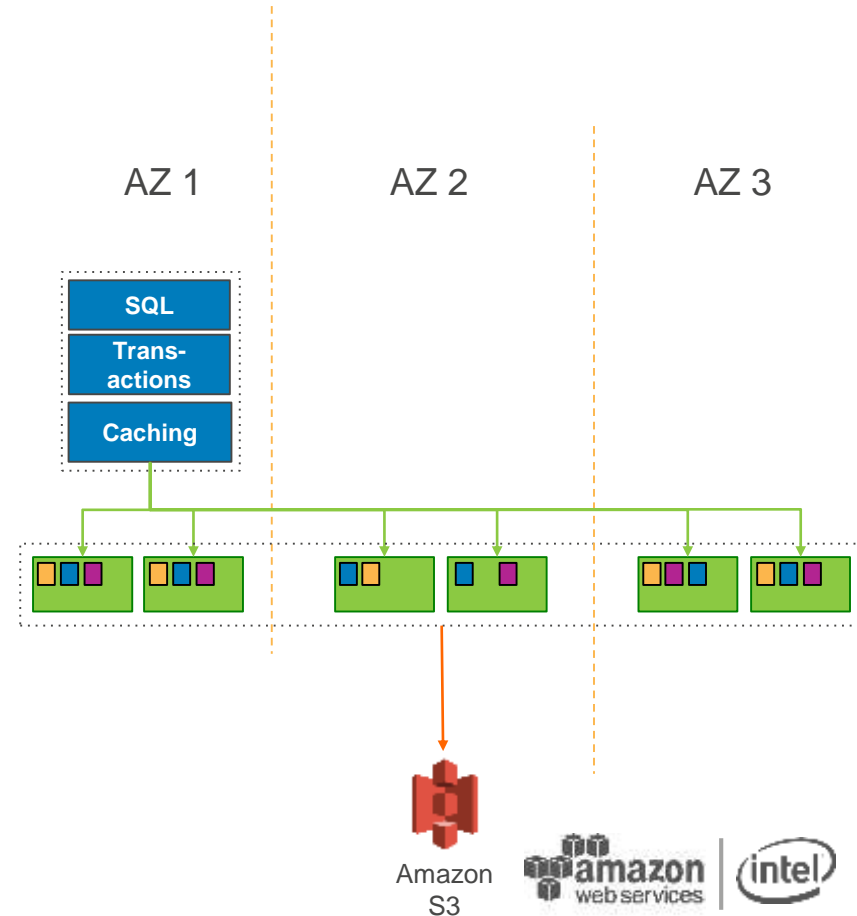 AZ 1
AZ 2
AZ 3
SQL
Trans-
actions
Caching
Amazon
S3
amazon
web services
intel